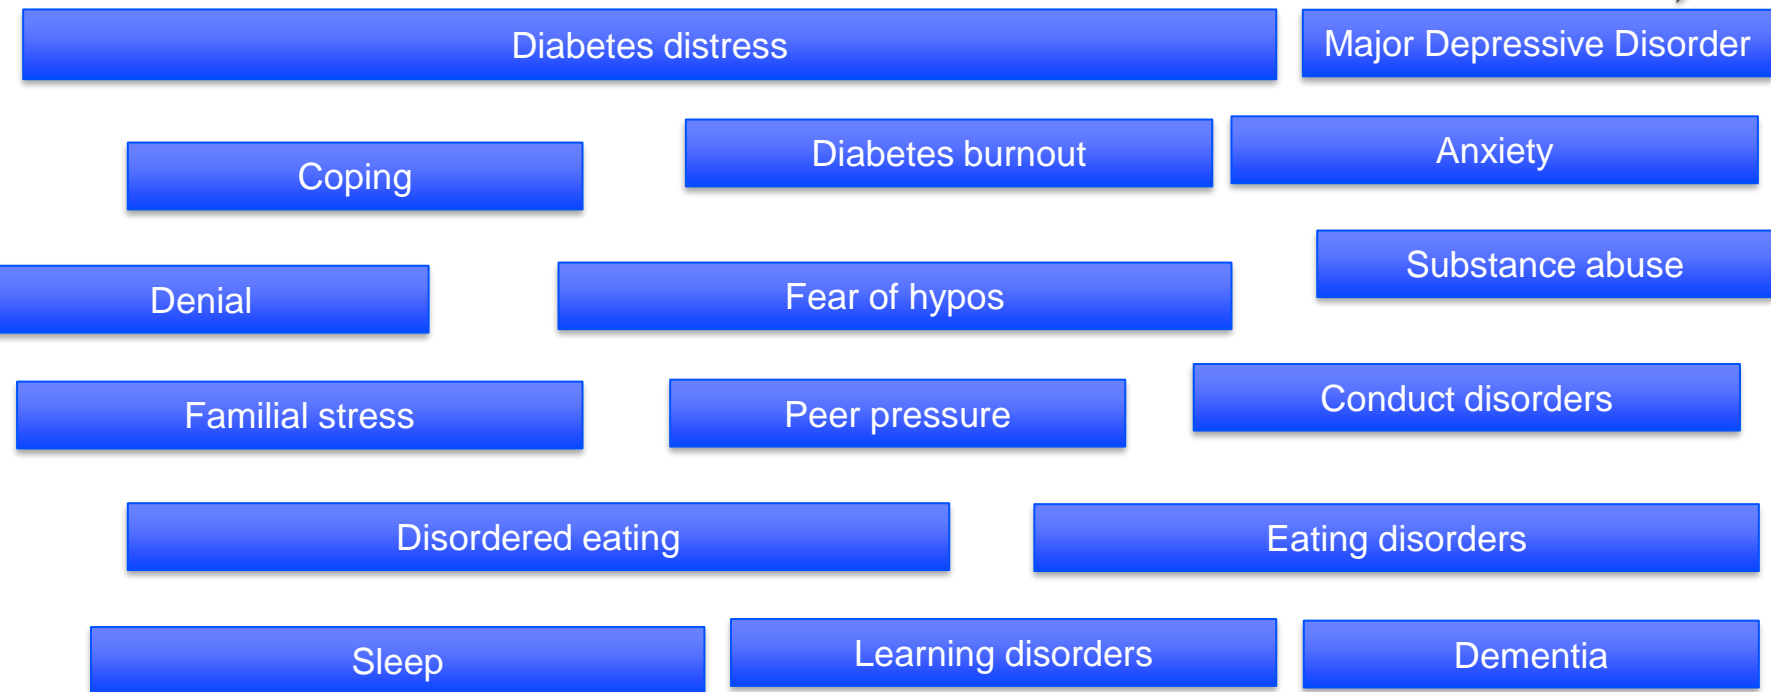 Diabetes distress
Major Depressive Disorder
Coping
Diabetes burnout
Anxiety
Denial
Fear of hypos
Substance abuse
Familial stress
Peer pressure
Conduct disorders
Disordered eating
Eating disorders
Sleep
Learning disorders
Dementia